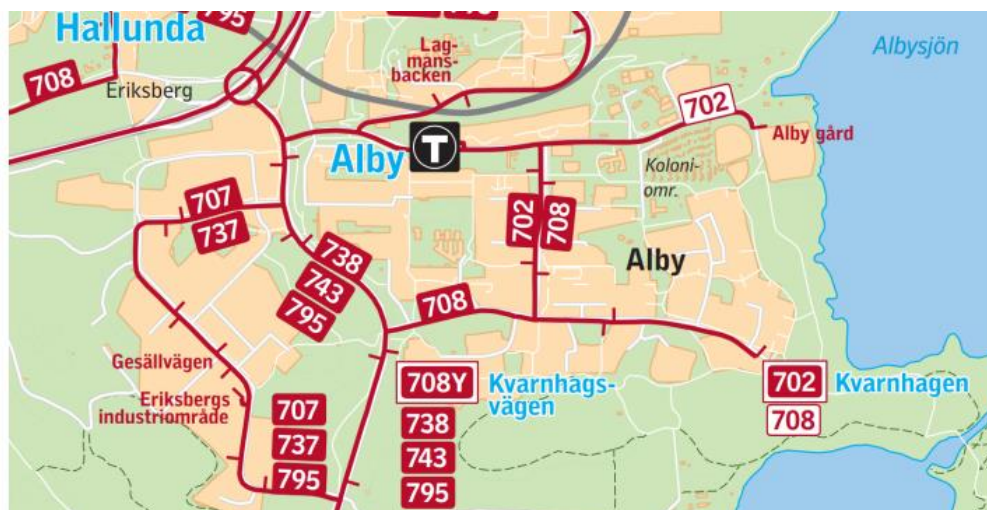 795
Hallunda
708
Eriksberg
Lag-
mans-
backen
Albysjön
702
Alby gård
Alby
T
Koloni-
omr.
707
737
702
708
Alby
738
743
795
708
Gesällvägen
Eriksbergs
industriområde
708Y
Kvarnhags-
vägen
702
Kvarnhagen
708
707
737
795
738
743
795